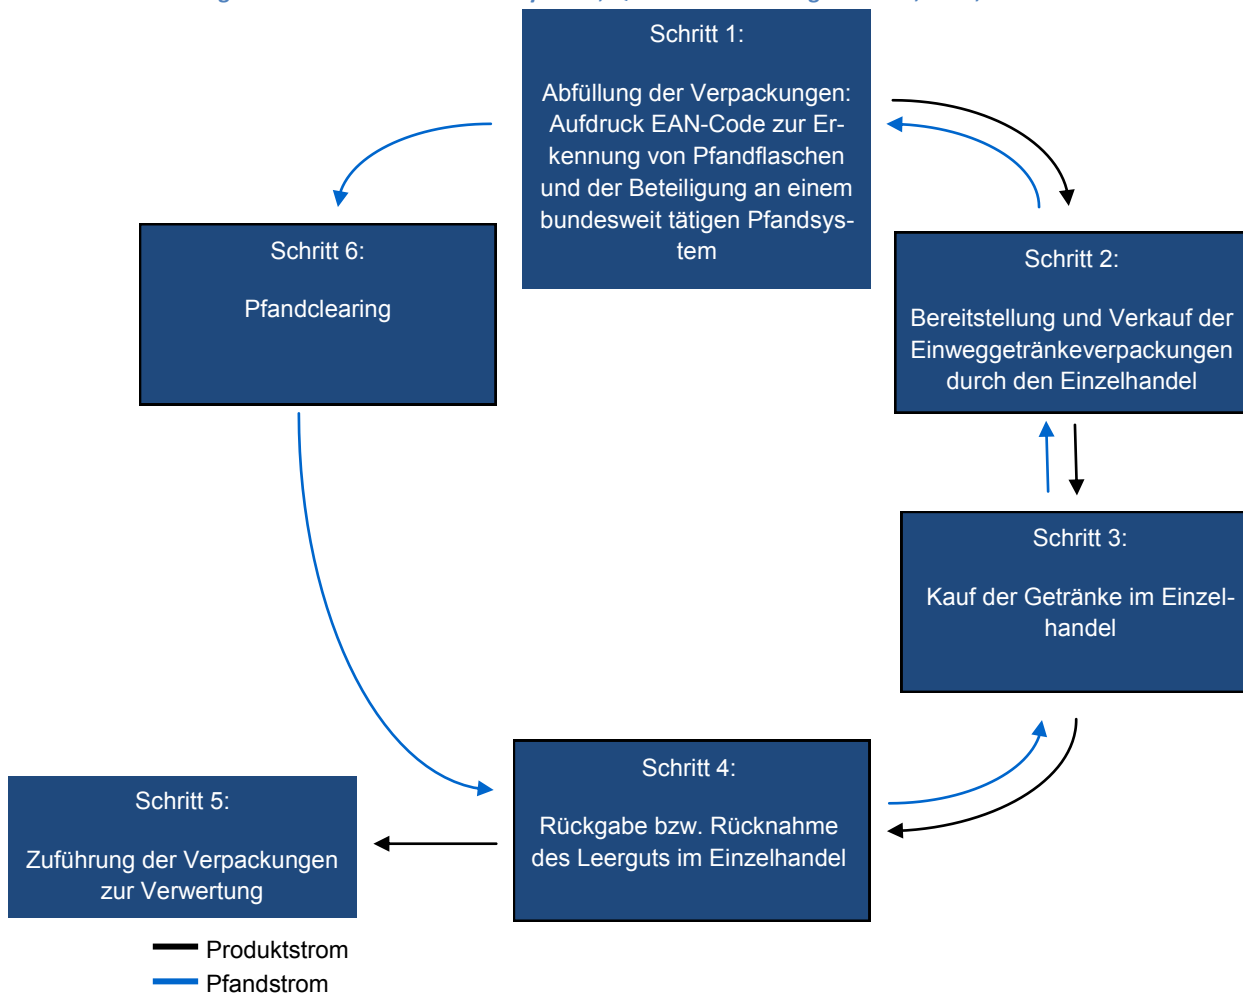 Schritt 1:
Abfüllung der Verpackungen:
Aufdruck EAN-Code zur Er-
kennung von Pfandflaschen
und der Beteiligung an einem
bundesweit tätigen Pfandsys-
tem
Schritt 6:
Pfandclearing
Schritt 2:
Bereitstellung und Verkauf der
Einweggetränkeverpackungen
durch den Einzelhandel
Schritt 3:
Kauf der Getränke im Einzel-
handel
Schritt 4:
Rückgabe bzw. Rücknahme
des Leerguts im Einzelhandel
Schritt 5:
Zuführung der Verpackungen
zur Verwertung
Produktstrom
Pfandstrom